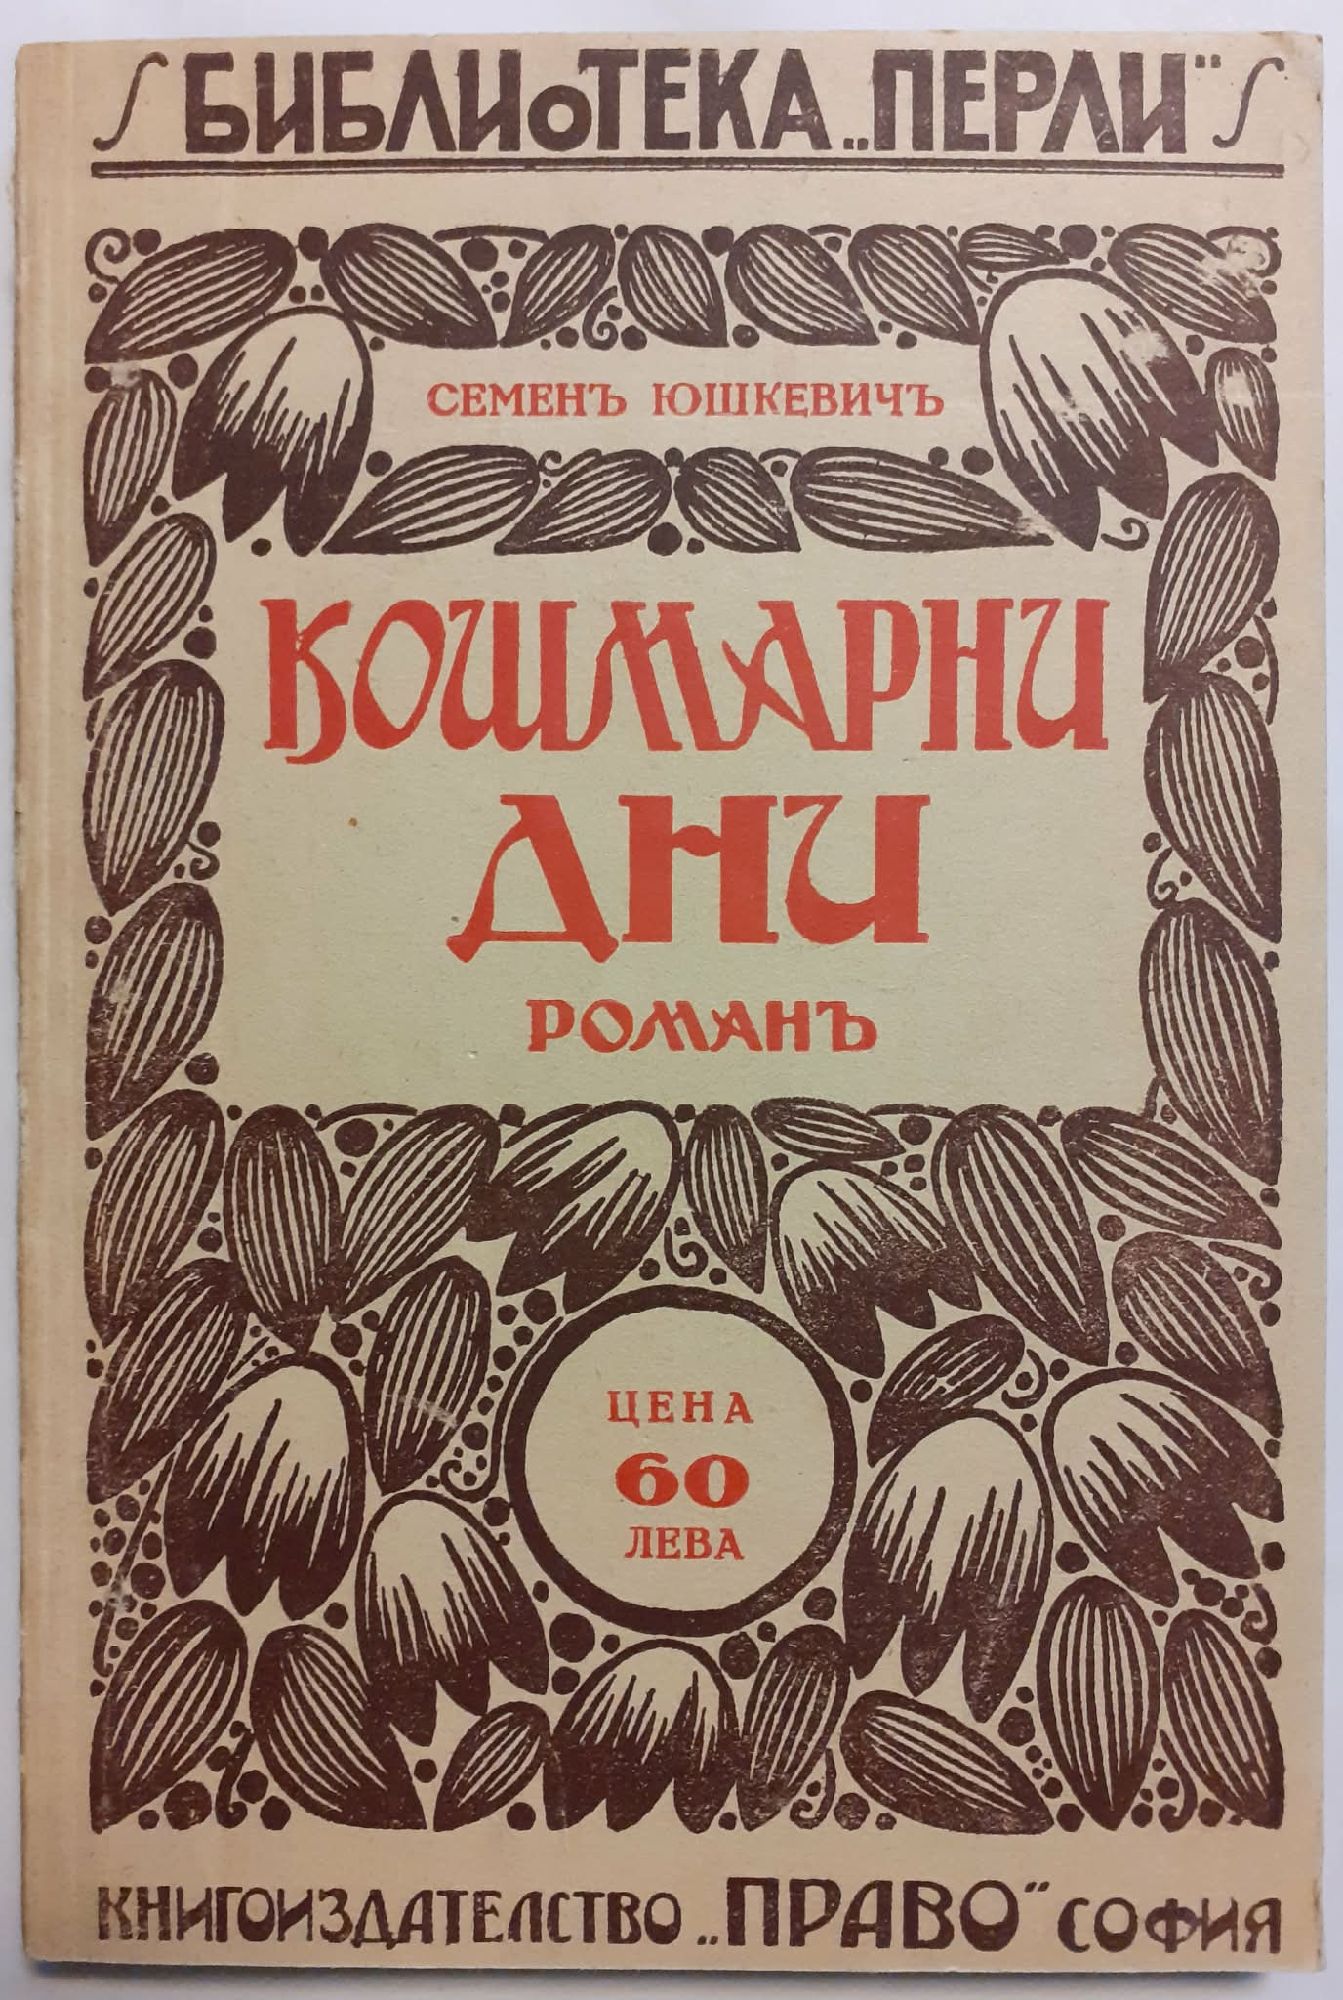 БИБЛИОТЕКА „ПЕРЛИ“
СЕМЕНЪ ЮШКЕВИЧЪ
КОШМАРНИ
ДНИ
РОМАНЪ
ЦЕНА
60
ЛЕВА
КНИГОИЗДАТЕЛСТВО „ПРАВО“ СОФИЯ